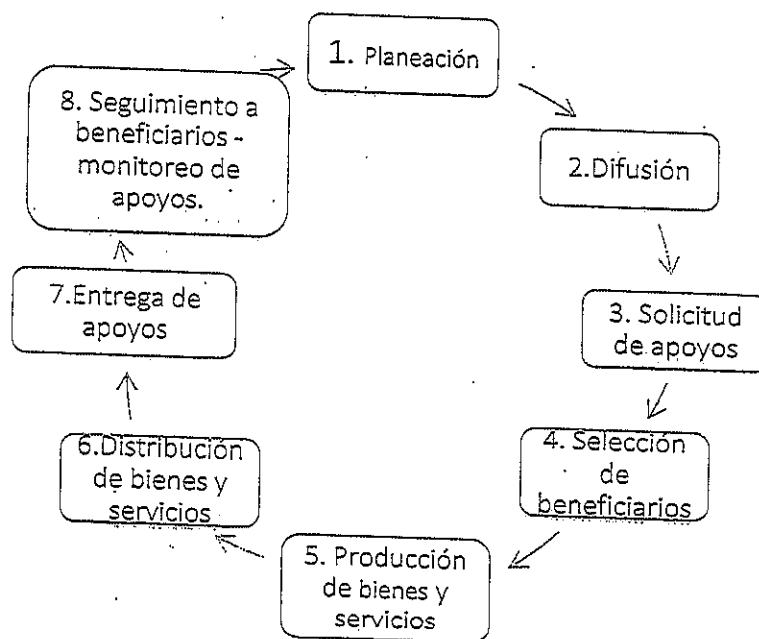 1. Planeación
2.Difusión
3. Solicitud
de apoyos
4. Selección
de
beneficiarios
5. Producción
de bienes y
servicios
6.Distribución
de bienes y
servicios
7.Entrega de
apoyos
8. Seguimiento a
beneficiarios -
monitoreo de
apoyos.